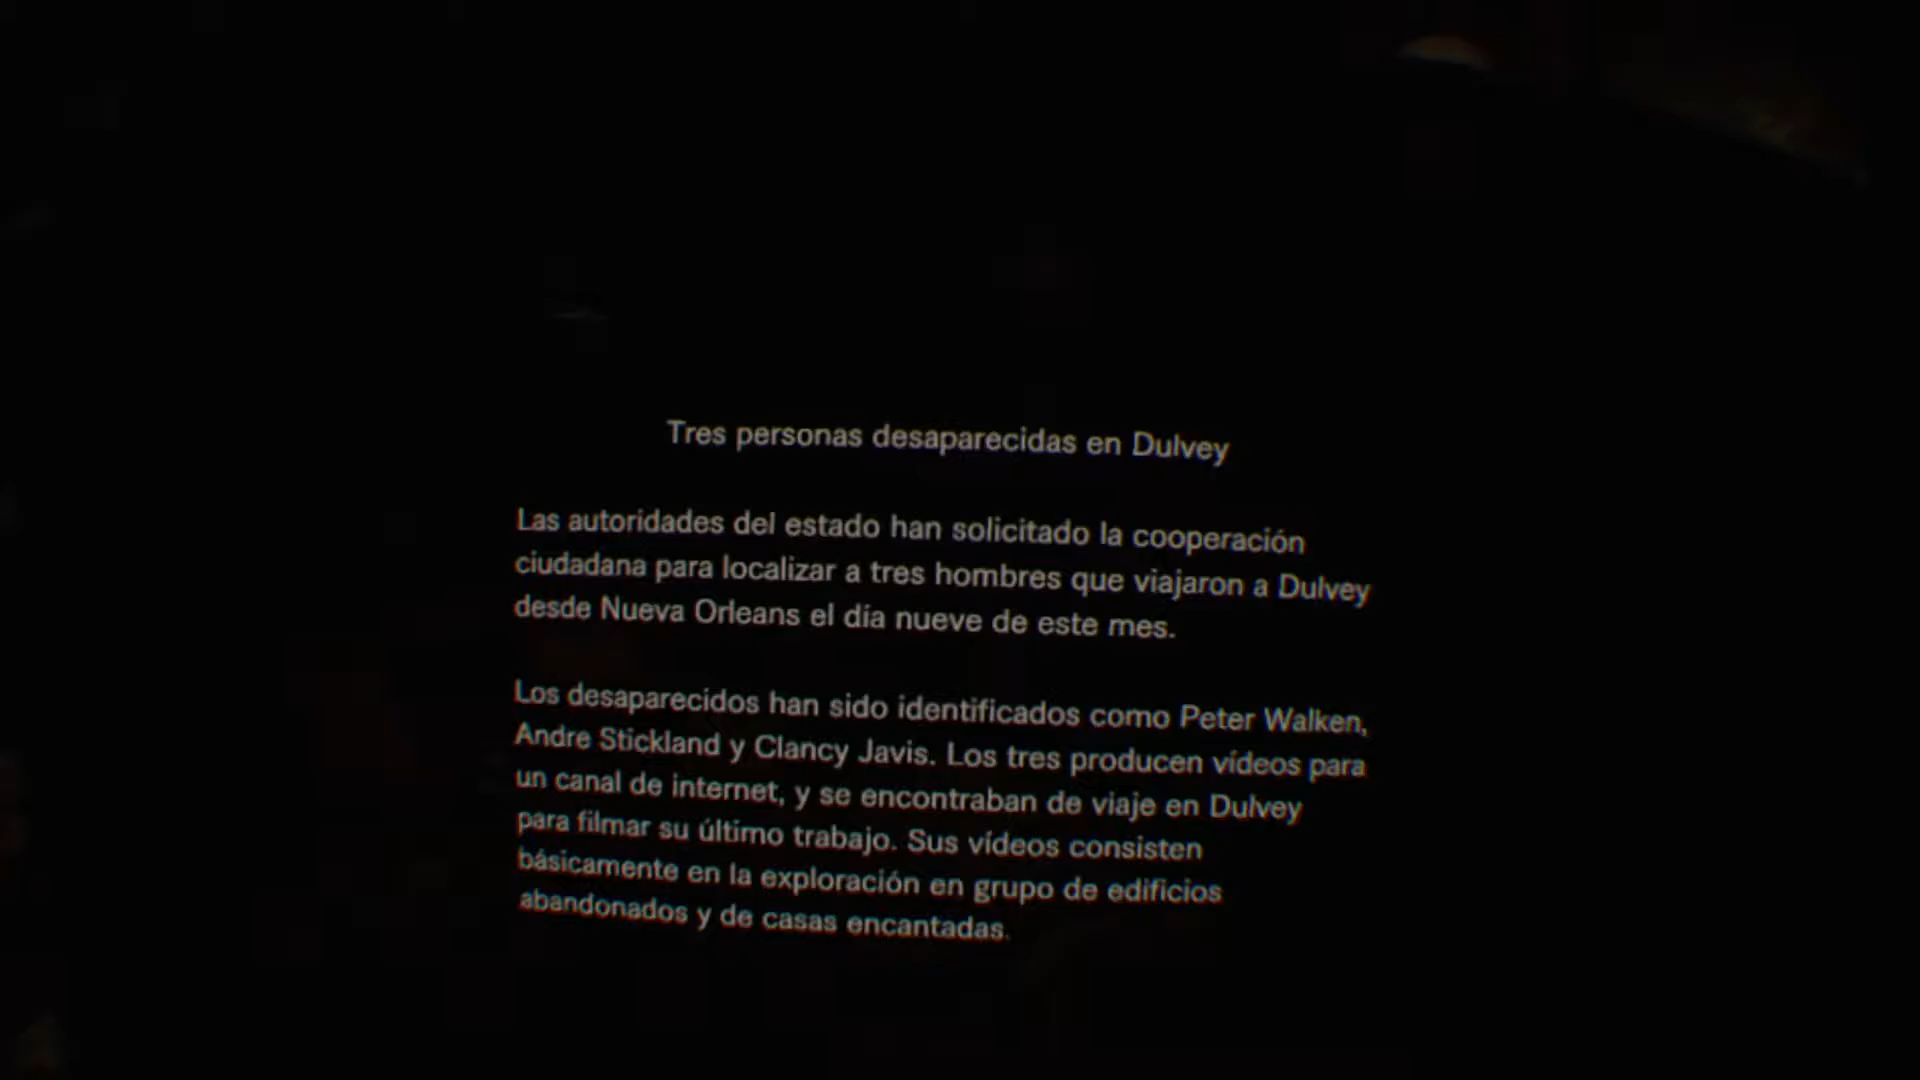 Tres personas desaparecidas en Dulvey
Las autoridades del estado han solicitado la cooperación
ciudadana para localizar a tres hombres que viajaron a Dulvey
desde Nueva Orleans el día nueve de este mes.
Los desaparecidos han sido identificados como Peter Walken,
Andre Stickland y Clancy Javis. Los tres producen vídeos para
un canal de internet, y se encontraban de viaje en Dulvey
para filmar su último trabajo. Sus vídeos consisten
básicamente en la exploración en grupo de edificios
abandonados y de casas encantadas.